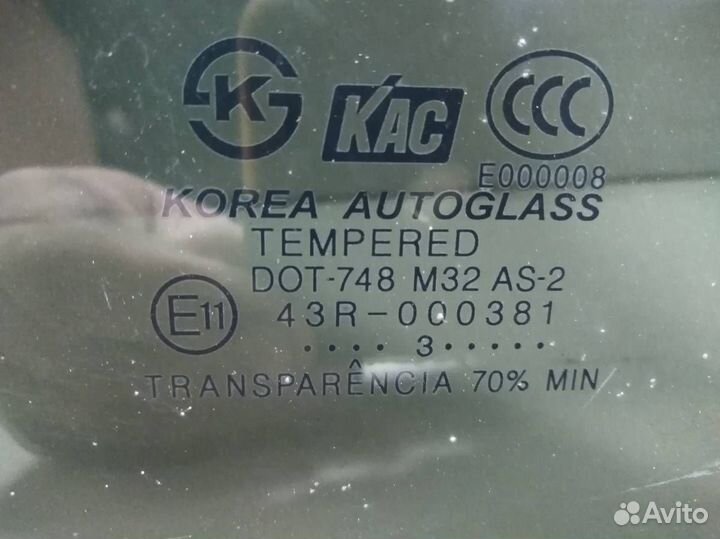 KS KAC CCC
E000008
KOREA AUTOGLASS
TEMPERED
DOT-748 M32 AS-2
E11 43R-000381
.... 3.....
TRANSPARÊNCIA 70% MIN
Avito